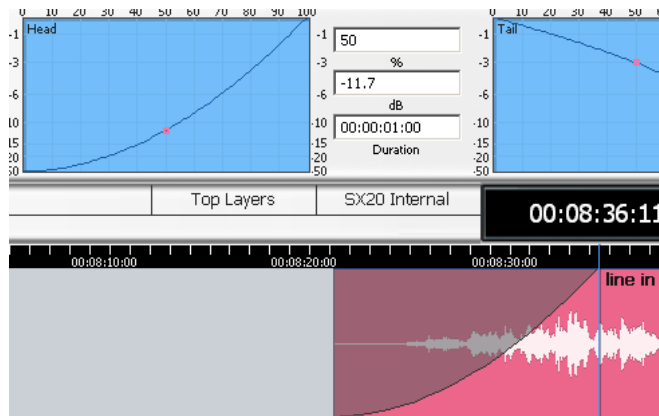 0 10 20 30 40 50 60 70 80 90 100
0 10 20 30 40 50
Head
-1 -3 -6 -10 -15 -20 -50
-1 -3 -6 -10 -15 -20 -50
50
%
-11.7
dB
00:00:01:00
Duration
Tail
-1 -3 -6 -10 -15 -20 -50
Top Layers
SX20 Internal
00:08:36:11
00:08:10:00
00:08:20:00
00:08:30:00
line in